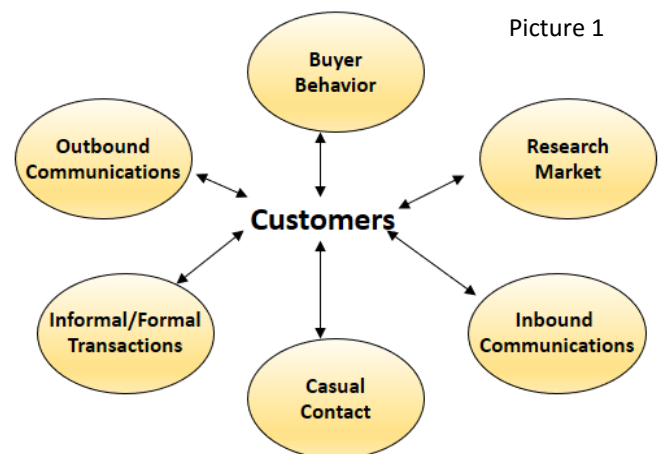 Picture 1
Buyer
Behavior
Outbound
Communications
Research
Market
Customers
Informal/Formal
Transactions
Inbound
Communications
Casual
Contact